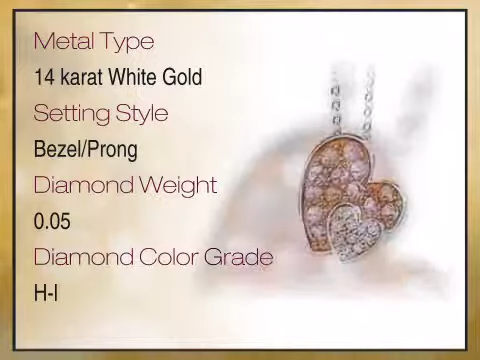 Metal Type
14 karat White Gold
Setting Style
Bezel/Prong
Diamond Weight
0.05
Diamond Color Grade
H-I